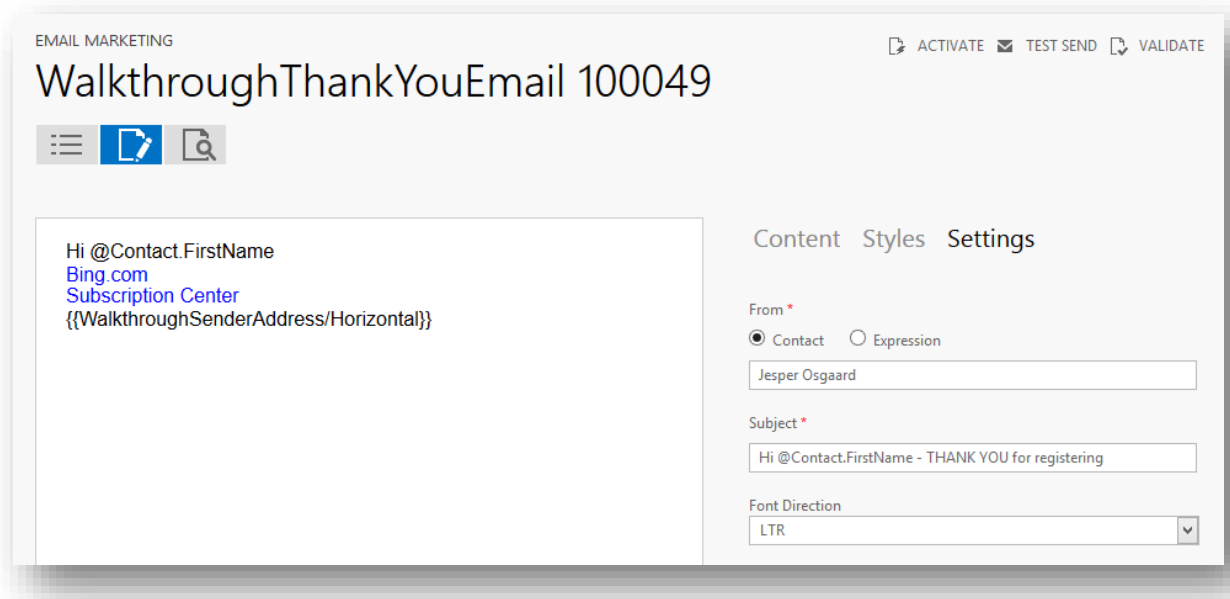 EMAIL MARKETING
ACTIVATE TEST SEND VALIDATE
WalkthroughThankYouEmail 100049
Hi @Contact.FirstName
Bing.com
Subscription Center
{{WalkthroughSenderAddress/Horizontal}}
Content Styles Settings
From *
Contact Expression
Jesper Osgaard
Subject *
Hi @Contact.FirstName - THANK YOU for registering
Font Direction
LTR